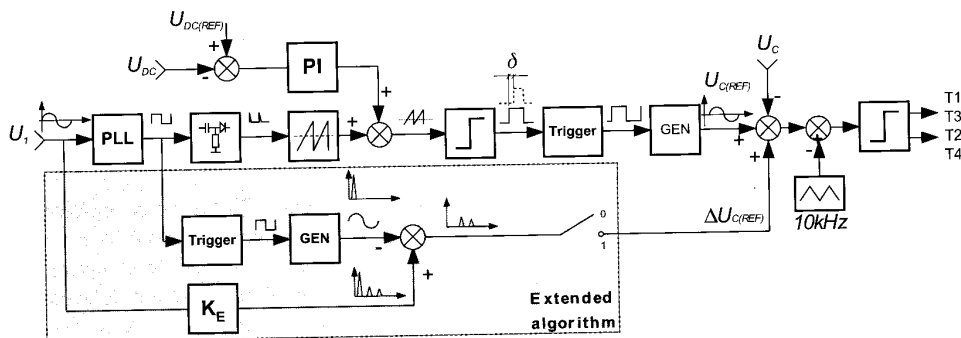 U_DC(REF)
+
U_DC
-
PI
+
δ
U_C
U_C(REF)
-
T1
T3
T2
T4
U_1
PLL
+
Trigger
GEN
+
+
-
10kHz
ΔU_C(REF)
0
1
Trigger
GEN
-
+
K_E
Extended
algorithm